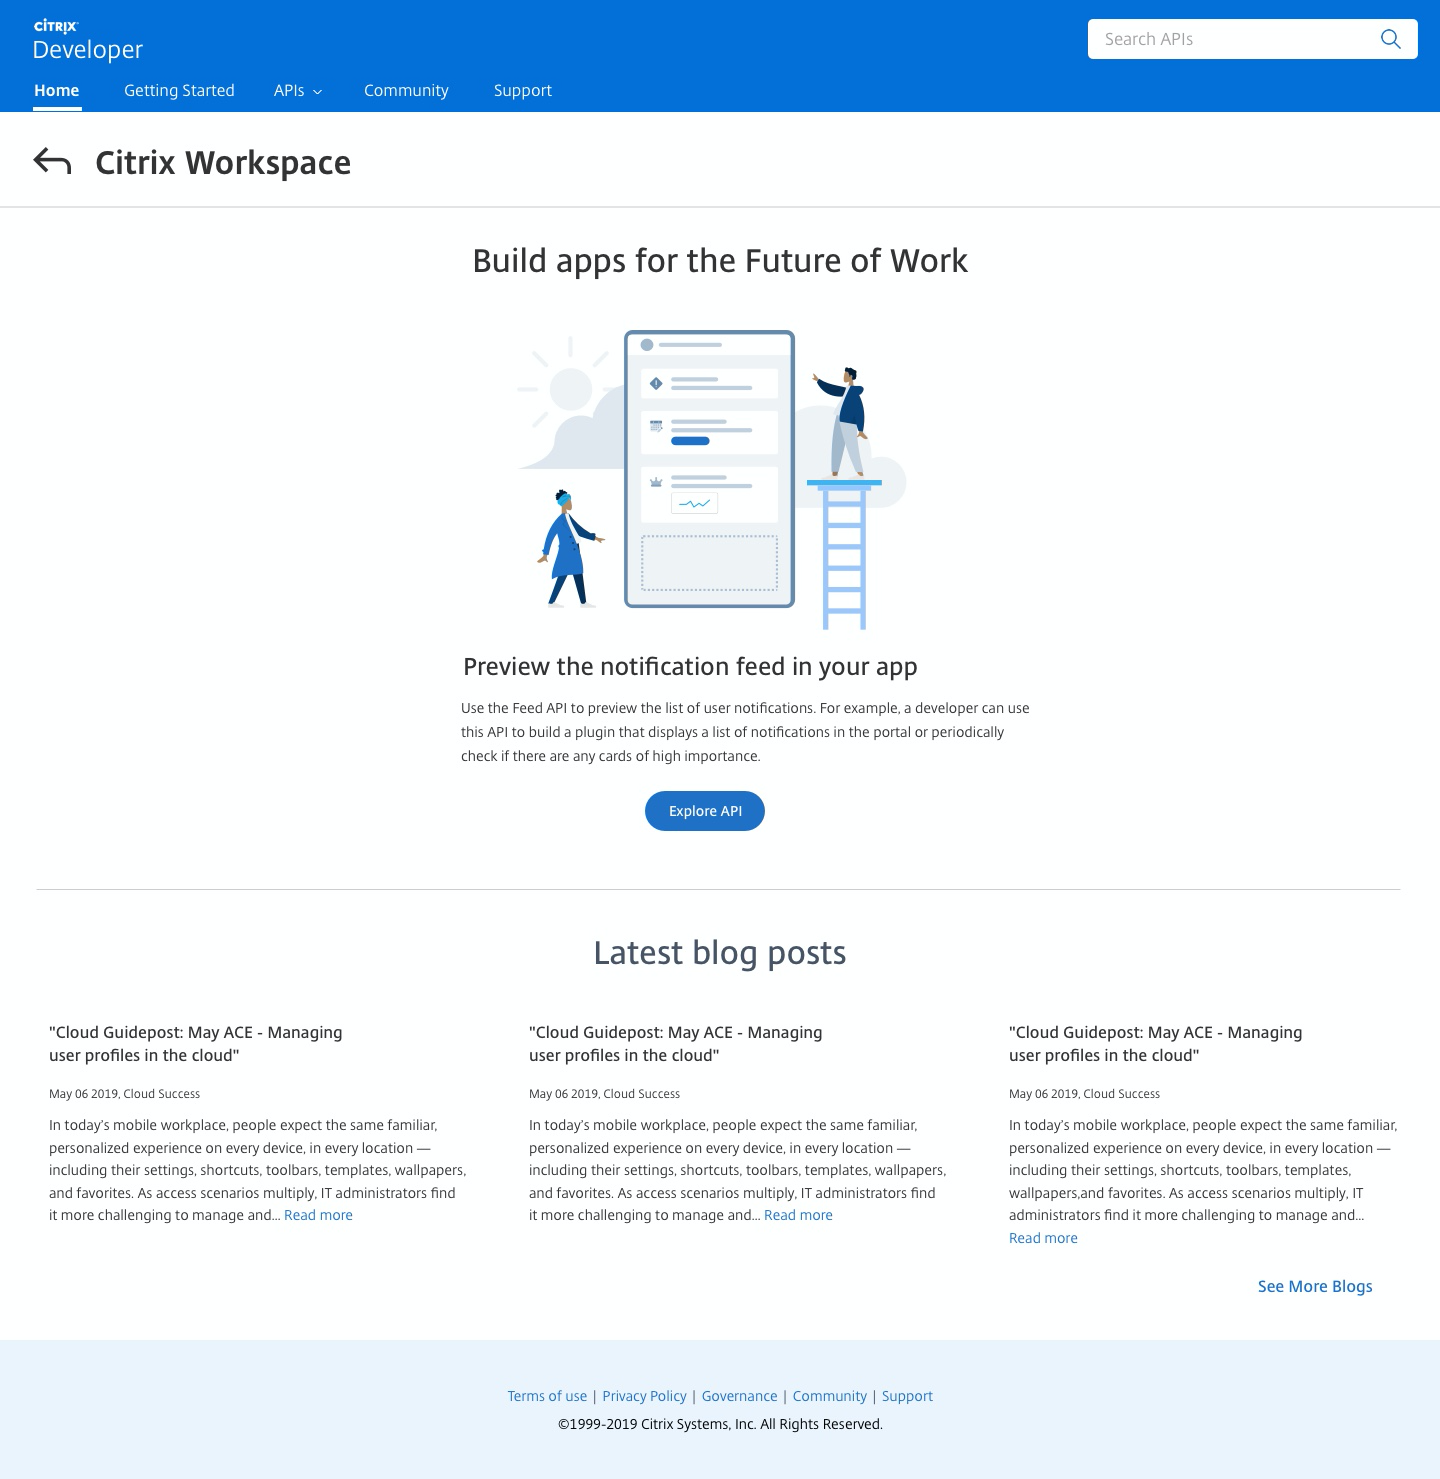 CITRIX
Developer
Search APIs
Home
Getting Started
APIs
Community
Support
Citrix Workspace
Build apps for the Future of Work
Preview the notification feed in your app
Use the Feed API to preview the list of user notifications. For example, a developer can use
this API to build a plugin that displays a list of notifications in the portal or periodically
check if there are any cards of high importance.
Explore API
Latest blog posts
"Cloud Guidepost: May ACE - Managing
user profiles in the cloud"
May 06 2019, Cloud Success
In today's mobile workplace, people expect the same familiar,
personalized experience on every device, in every location —
including their settings, shortcuts, toolbars, templates, wallpapers,
and favorites. As access scenarios multiply, IT administrators find
it more challenging to manage and... Read more
"Cloud Guidepost: May ACE - Managing
user profiles in the cloud"
May 06 2019, Cloud Success
In today's mobile workplace, people expect the same familiar,
personalized experience on every device, in every location —
including their settings, shortcuts, toolbars, templates, wallpapers,
and favorites. As access scenarios multiply, IT administrators find
it more challenging to manage and... Read more
"Cloud Guidepost: May ACE - Managing
user profiles in the cloud"
May 06 2019, Cloud Success
In today's mobile workplace, people expect the same familiar,
personalized experience on every device, in every location —
including their settings, shortcuts, toolbars, templates,
wallpapers,and favorites. As access scenarios multiply, IT
administrators find it more challenging to manage and...
Read more
See More Blogs
Terms of use | Privacy Policy | Governance | Community | Support
©1999-2019 Citrix Systems, Inc. All Rights Reserved.